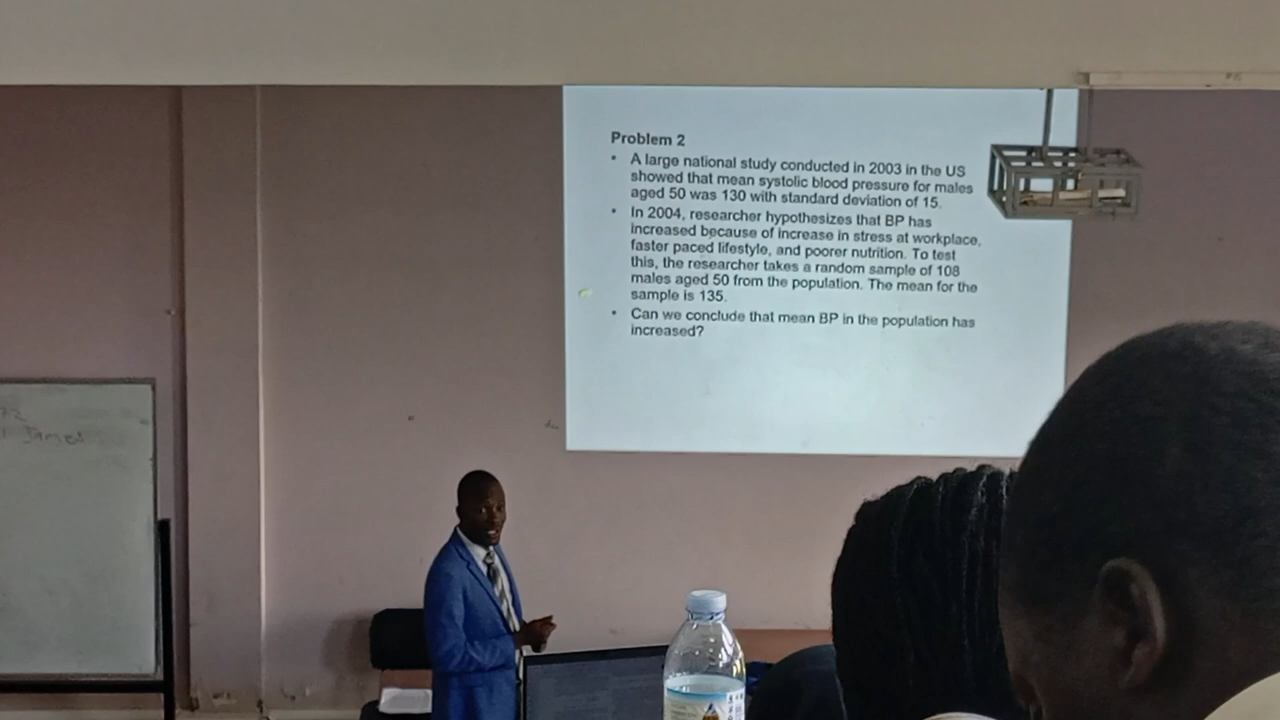 Problem 2
• A large national study conducted in 2003 in the US
showed that mean systolic blood pressure for males
aged 50 was 130 with standard deviation of 15.
• In 2004, researcher hypothesizes that BP has
increased because of increase in stress at workplace,
faster paced lifestyle, and poorer nutrition. To test
this, the researcher takes a random sample of 108
males aged 50 from the population. The mean for the
sample is 135.
• Can we conclude that mean BP in the population has
increased?
James